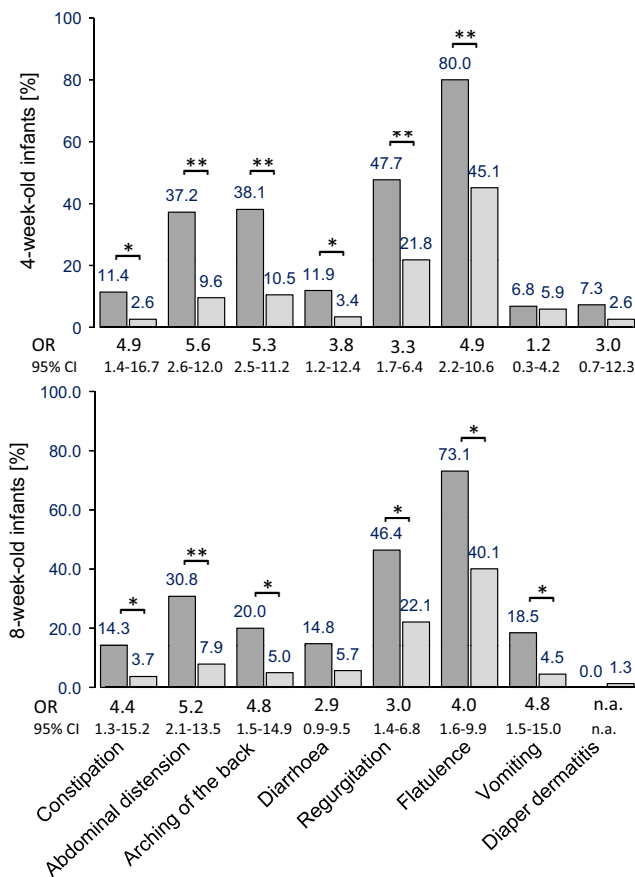 100
80
60
40
20
0
4-week-old infants [%]
** 80.0
47.7 ** 45.1
37.2 ** 38.1 **
11.4 * 2.6 9.6 10.5 11.9 * 3.4 21.8 6.8 5.9 7.3 2.6
OR 4.9 5.6 5.3 3.8 3.3 4.9 1.2 3.0
95% CI 1.4-16.7 2.6-12.0 2.5-11.2 1.2-12.4 1.7-6.4 2.2-10.6 0.3-4.2 0.7-12.3
100.0
80.0
60.0
40.0
20.0
0.0
8-week-old infants [%]
73.1 *
46.4 * 40.1
30.8 **
14.3 * 3.7 7.9 20.0 * 5.0 14.8 5.7 22.1 18.5 * 4.5 0.0 1.3
OR 4.4 5.2 4.8 2.9 3.0 4.0 4.8 n.a.
95% CI 1.3-15.2 2.1-13.5 1.5-14.9 0.9-9.5 1.4-6.8 1.6-9.9 1.5-15.0 n.a.
Constipation
Abdominal distension
Arching of the back
Diarrhoea
Regurgitation
Flatulence
Vomiting
Diaper dermatitis